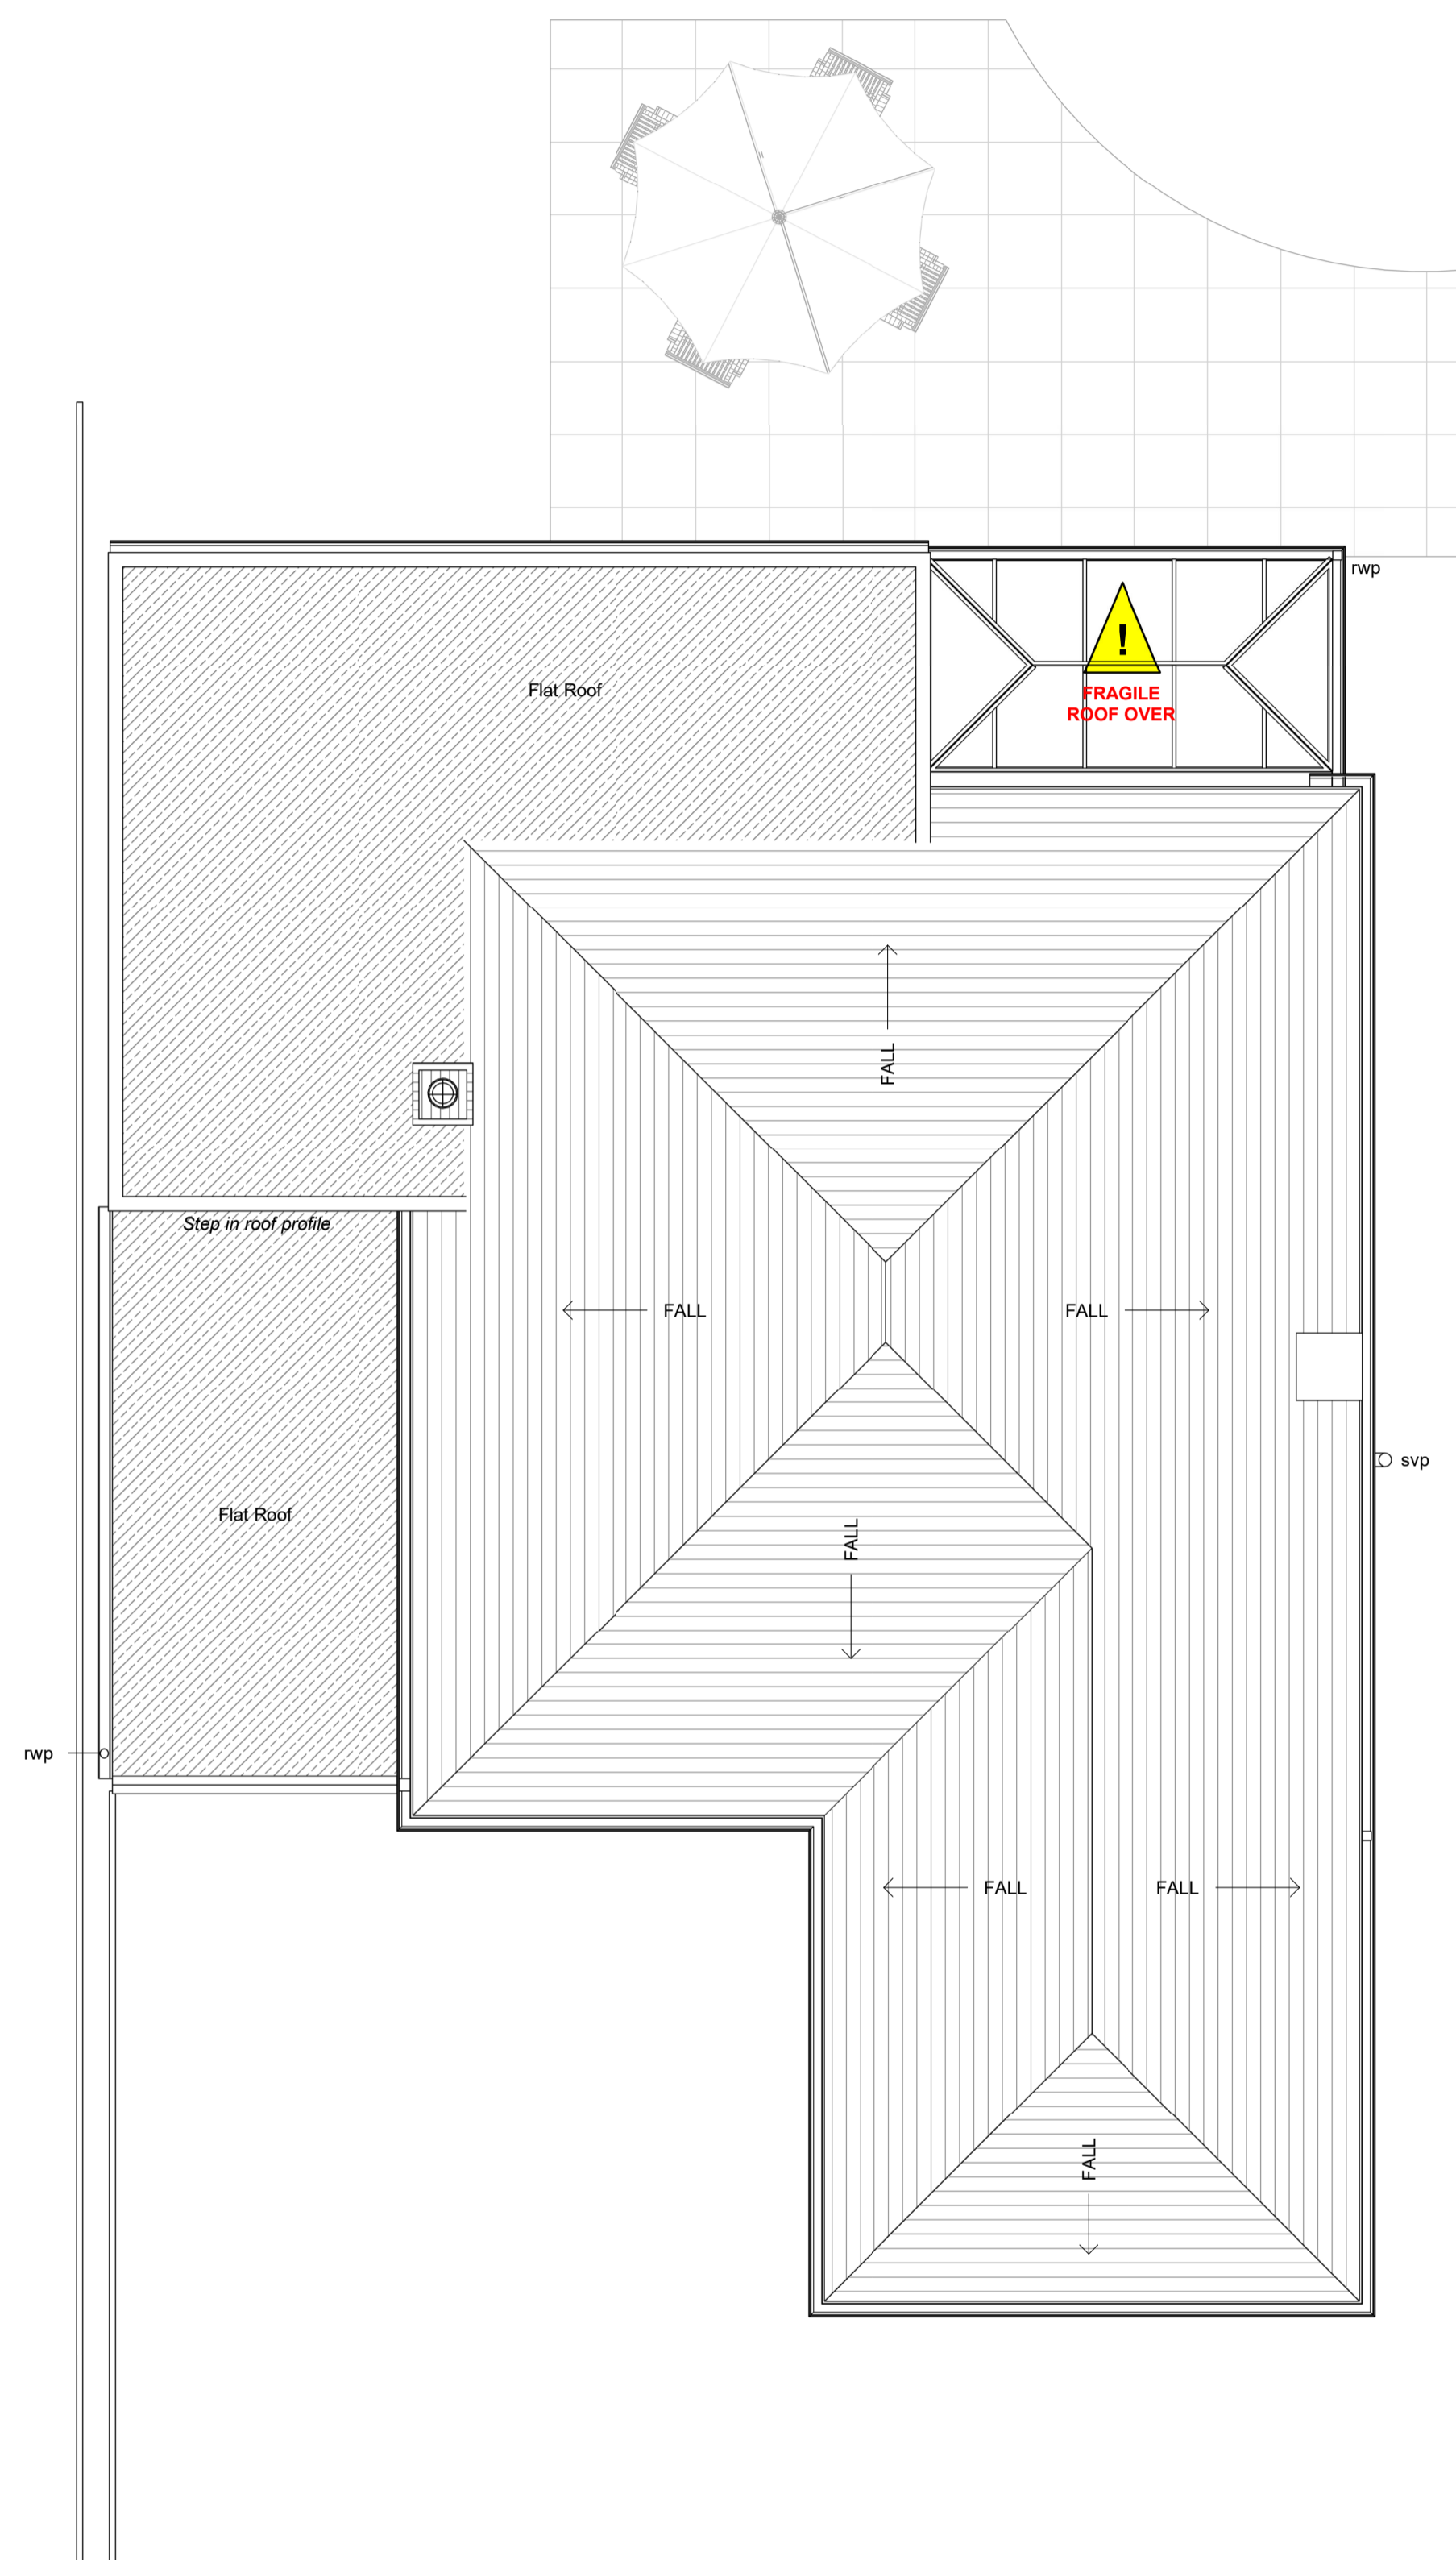 rwp
!
FRAGILE
ROOF OVER
Flat Roof
FALL
Step in roof profile
FALL
FALL
svp
Flat Roof
FALL
rwp
FALL
FALL
FALL